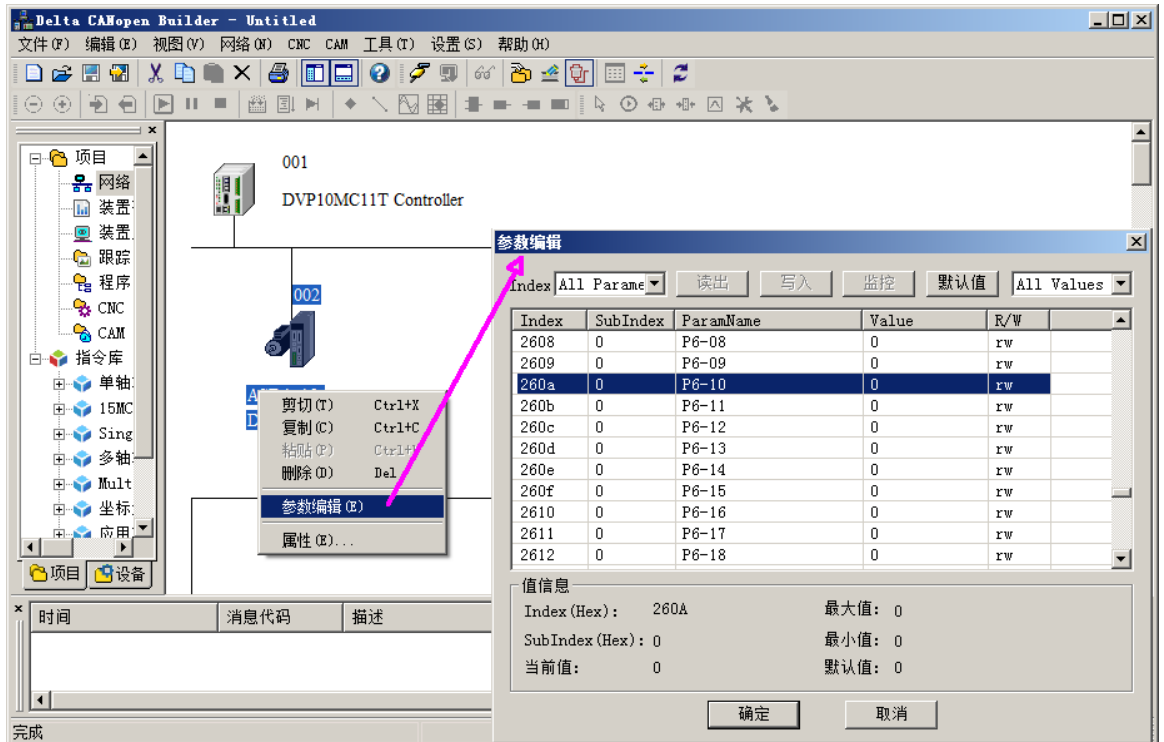 Delta CANopen Builder - Untitled
文件(F) 编辑(E) 视图(V) 网络(N) CNC CAM 工具(T) 设置(S) 帮助(H)
项目
网络
装置
装置
跟踪
程序
CNC
CAM
指令库
单轴
15MC
Sing
多轴
Mult
坐标
应用
项目 设备
001
DVP10MC11T Controller
002
剪切(T) Ctrl+X
复制(C) Ctrl+C
粘贴(P)
删除(D) Del
参数编辑(E)
属性(E)...
参数编辑
Index All Parame 读出 写入 监控 默认值 All Values
Index SubIndex ParamName Value R/W
2608 0 P6-08 0 rw
2609 0 P6-09 0 rw
260a 0 P6-10 0 rw
260b 0 P6-11 0 rw
260c 0 P6-12 0 rw
260d 0 P6-13 0 rw
260e 0 P6-14 0 rw
260f 0 P6-15 0 rw
2610 0 P6-16 0 rw
2611 0 P6-17 0 rw
2612 0 P6-18 0 rw
值信息
Index(Hex): 260A 最大值: 0
SubIndex(Hex): 0 最小值: 0
当前值: 0 默认值: 0
确定 取消
时间 消息代码 描述
完成